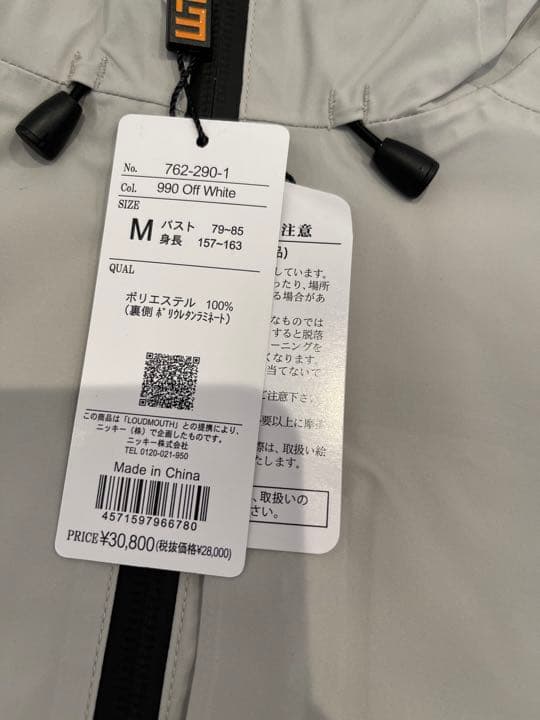 No. 762-290-1
Col. 990 Off White
SIZE
M バスト 79~85
身長 157~163
QUAL
ポリエステル 100%
(裏側 ポリウレタンラミネート)
この商品は「LOUDMOUTH」との提携により、
ニッキー(株)で企画したものです。
ニッキー株式会社
TEL 0120-021-950
Made in China
4571597966780
PRICE ¥30,800(税抜価格¥28,000)
注意
品)
しています。
ったり、場所
る場合があ
なものでは
すると脱落
ーニングを
くなります。
当てないで
ご注意下さ
要以上に摩
際は、取扱い絵
たします。
、取扱いの
さい。